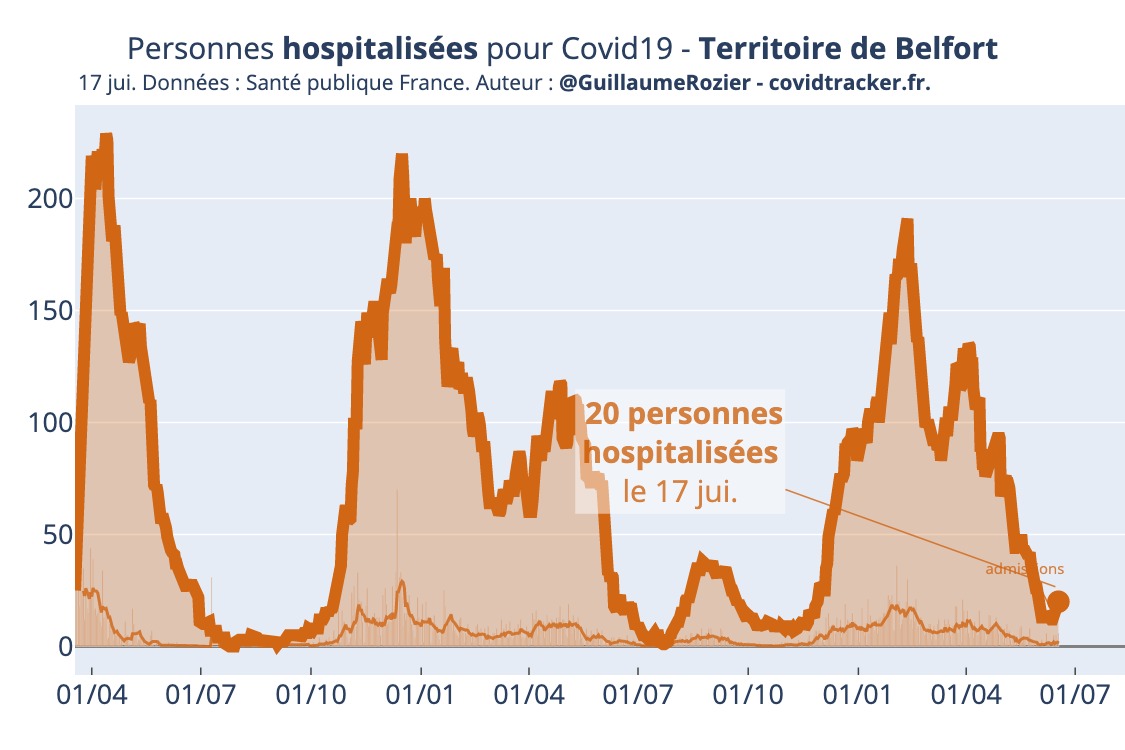 Personnes hospitalisées pour Covid19 - Territoire de Belfort
17 jui. Données : Santé publique France. Auteur : @GuillaumeRozier - covidtracker.fr.
200
150
100
50
0
20 personnes
hospitalisées
le 17 jui.
admissions
01/04 01/07 01/10 01/01 01/04 01/07 01/10 01/01 01/04 01/07